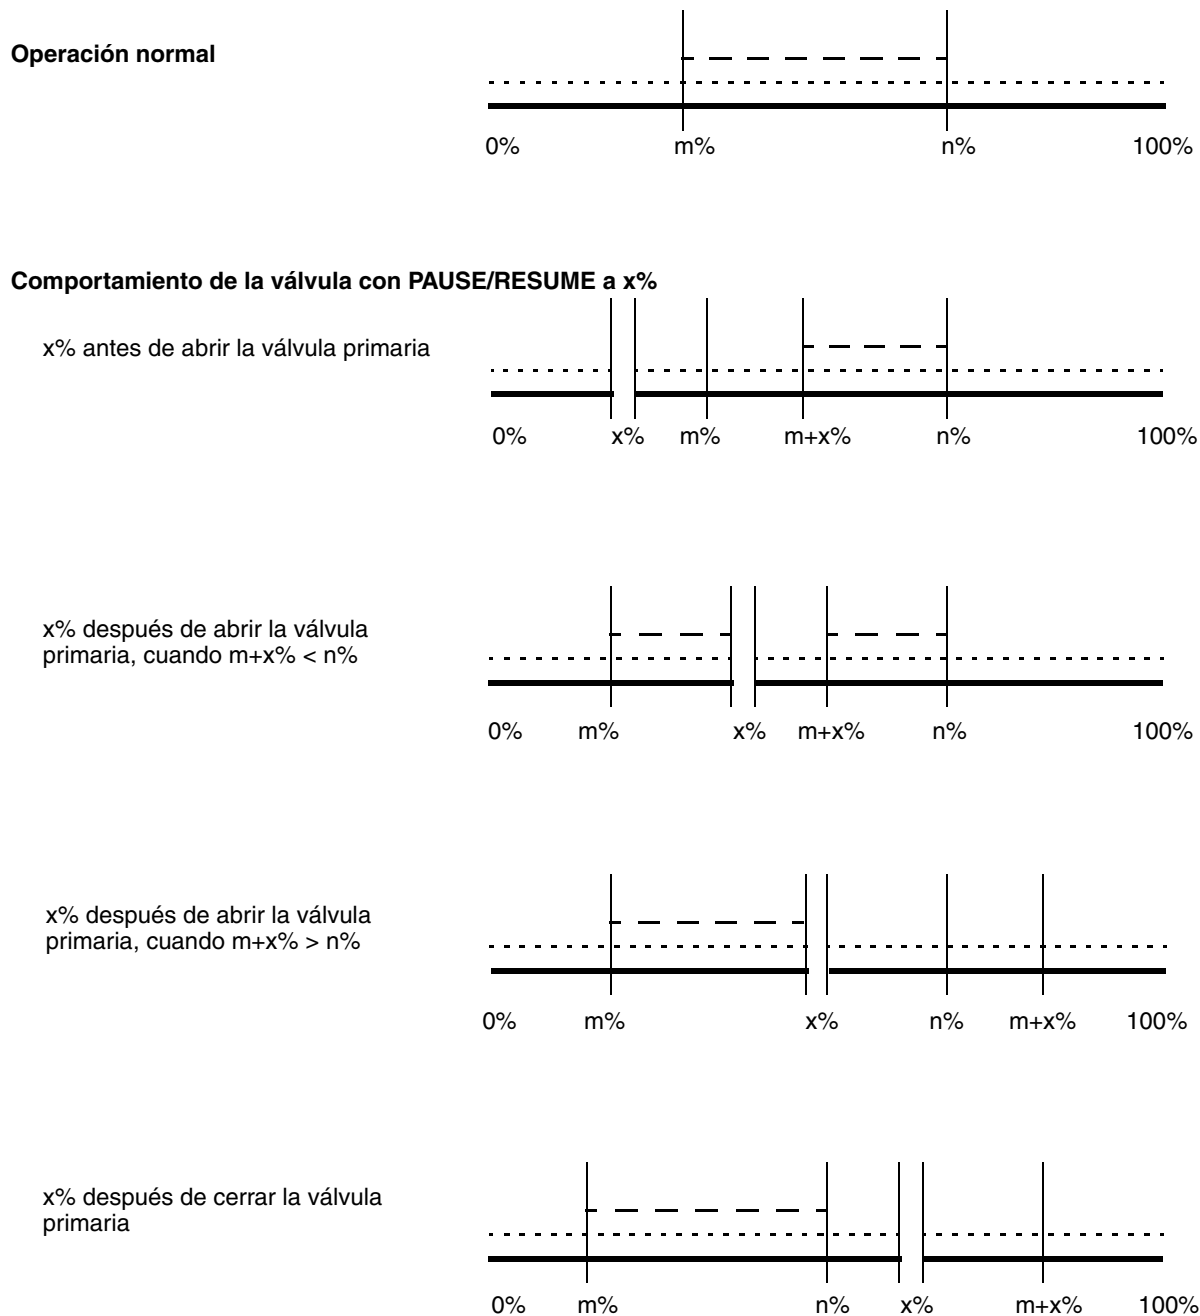 Operación normal
0% m% n% 100%
Comportamiento de la válvula con PAUSE/RESUME a x%
x% antes de abrir la válvula primaria
0% x% m% m+x% n% 100%
x% después de abrir la válvula
primaria, cuando m+x% < n%
0% m% x% m+x% n% 100%
x% después de abrir la válvula
primaria, cuando m+x% > n%
0% m% x% n% m+x% 100%
x% después de cerrar la válvula
primaria
0% m% n% x% m+x% 100%